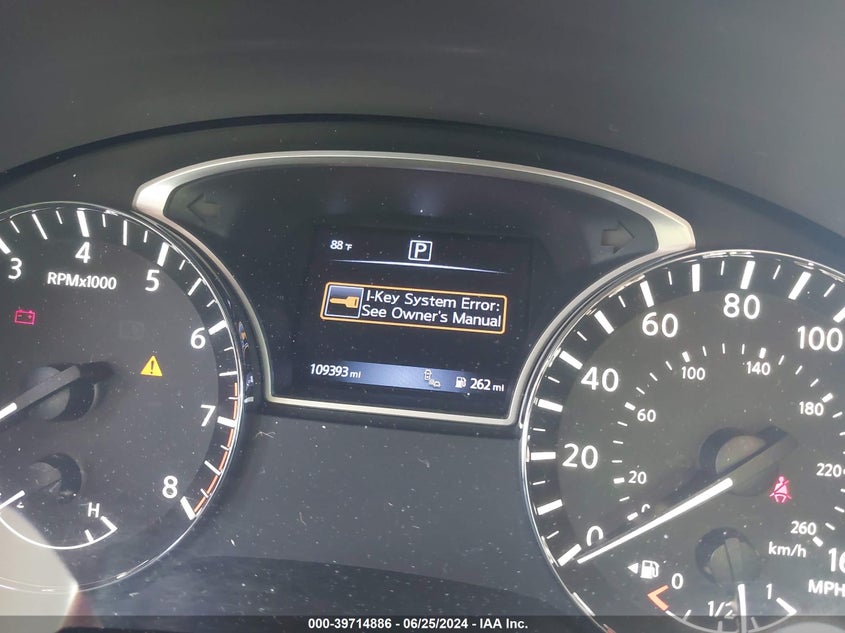 3
4
5
6
7
8
RPMx1000
H
88 °F
P
I-Key System Error:
See Owner's Manual
109393 mi
262 mi
0
20
40
60
80
100
20
60
100
140
180
220
260
km/h
MPH
0
1/2
1
000-39714886 - 06/25/2024 - IAA Inc.